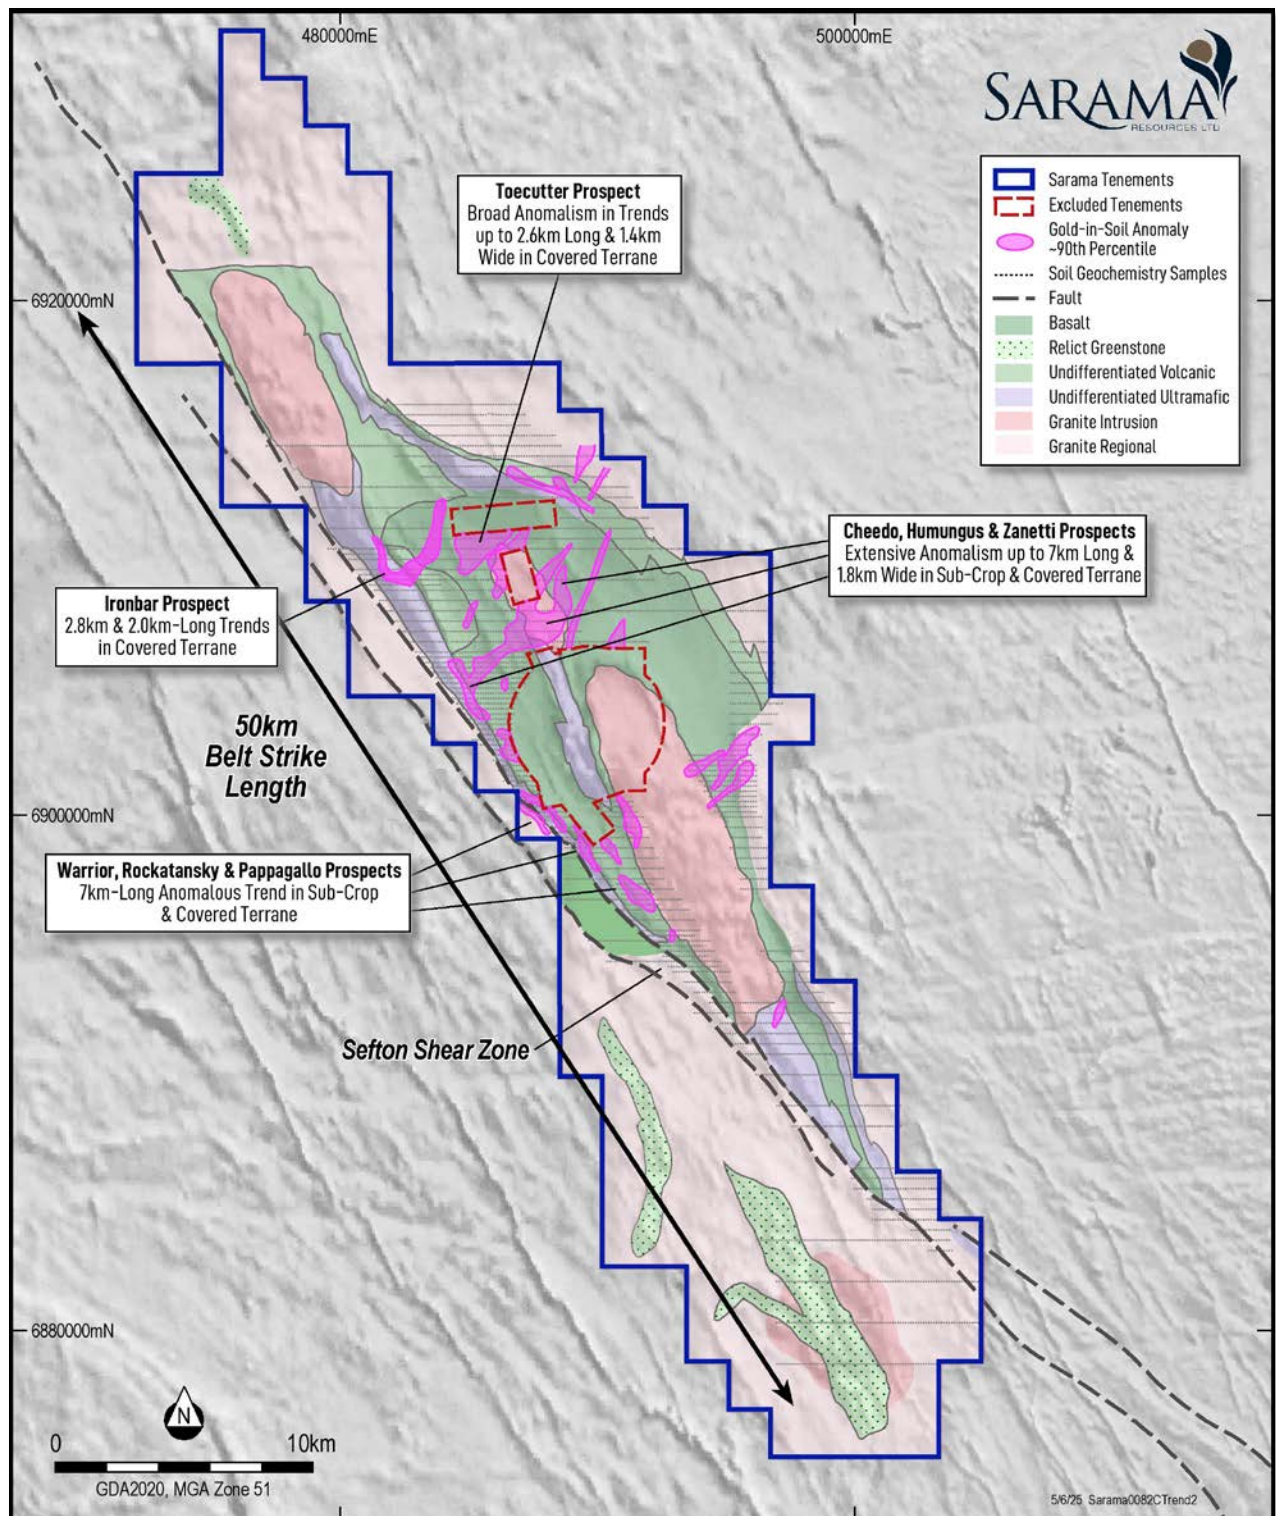 480000mE
500000mE
SARAMA
RESOURCES LTD
Sarama Tenements
Excluded Tenements
Gold-in-Soil Anomaly
~90th Percentile
Soil Geochemistry Samples
Fault
Basalt
Relict Greenstone
Undifferentiated Volcanic
Undifferentiated Ultramafic
Granite Intrusion
Granite Regional
Toecutter Prospect
Broad Anomalism in Trends
up to 2.6km Long & 1.4km
Wide in Covered Terrane
6920000mN
Cheedo, Humungus & Zanetti Prospects
Extensive Anomalism up to 7km Long &
1.8km Wide in Sub-Crop & Covered Terrane
Ironbar Prospect
2.8km & 2.0km-Long Trends
in Covered Terrane
50km
Belt Strike
Length
6900000mN
Warrior, Rockatansky & Pappagallo Prospects
7km-Long Anomalous Trend in Sub-Crop
& Covered Terrane
Sefton Shear Zone
6880000mN
N
0 10km
GDA2020, MGA Zone 51
5/6/25 Sarama0082CTrend2